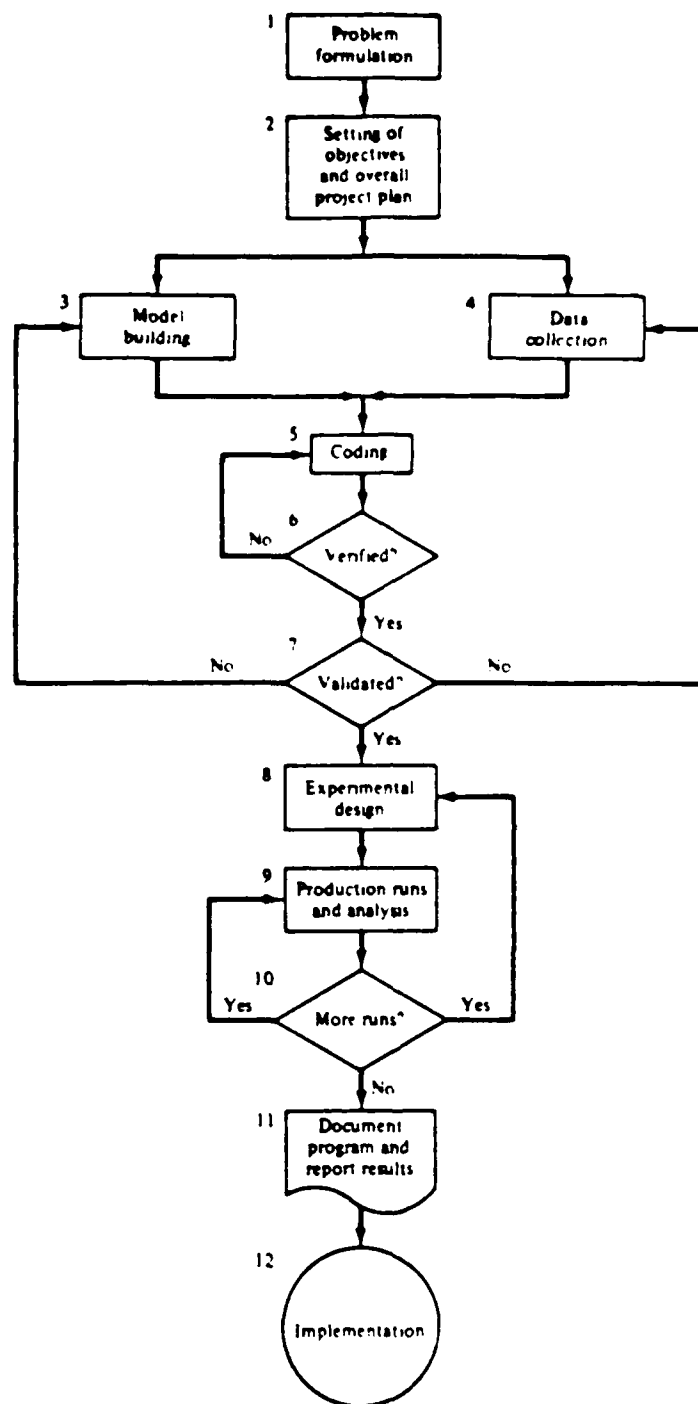 1
Problem
formulation
2
Setting of
objectives
and overall
project plan
3
Model
building
4
Data
collection
5
Coding
6
No
Verified?
Yes
7
No
Validated?
No
Yes
8
Experimental
design
9
Production runs
and analysis
10
Yes
More runs?
Yes
No
11
Document
program and
report results
12
Implementation